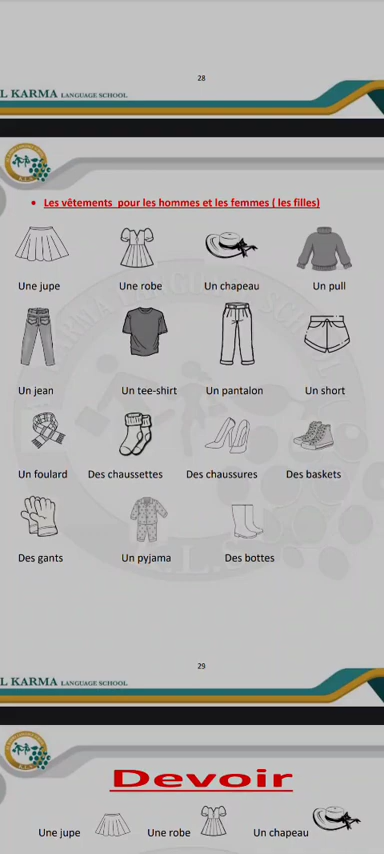 28
L KARMA LANGUAGE SCHOOL
• Les vêtements pour les hommes et les femmes ( les filles)
Une jupe Une robe Un chapeau Un pull
Un jean Un tee-shirt Un pantalon Un short
Un foulard Des chaussettes Des chaussures Des baskets
Des gants Un pyjama Des bottes
29
L KARMA LANGUAGE SCHOOL
Devoir
Une jupe Une robe Un chapeau